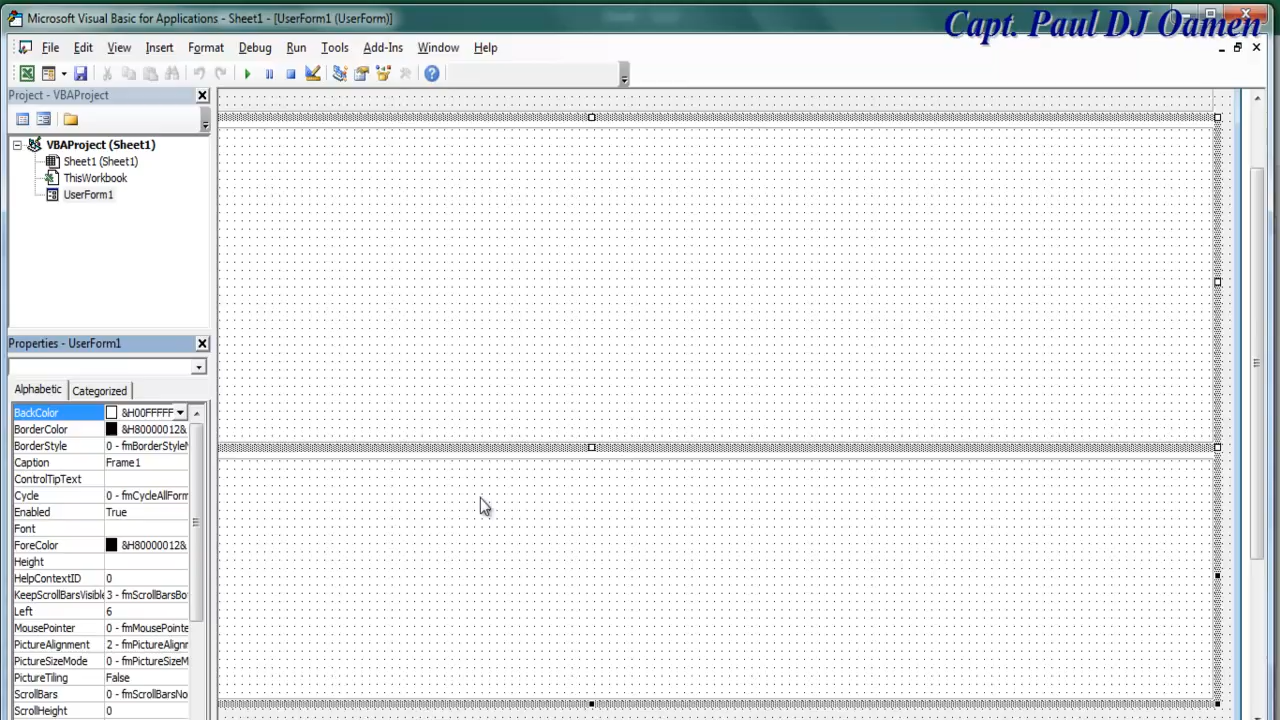 Microsoft Visual Basic for Applications - Sheet1 - [UserForm1 (UserForm)]
Capt. Paul DJ Oamen
File Edit View Insert Format Debug Run Tools Add-Ins Window Help
Project - VBAProject
VBAProject (Sheet1)
Sheet1 (Sheet1)
ThisWorkbook
UserForm1
Properties - UserForm1
Alphabetic Categorized
BackColor &H00FFFFF
BorderColor &H80000012&
BorderStyle 0 - fmBorderStyleN
Caption Frame1
ControlTipText
Cycle 0 - fmCycleAllForm
Enabled True
Font
ForeColor &H80000012&
Height
HelpContextID 0
KeepScrollBarsVisible 3 - fmScrollBarsBo
Left 6
MousePointer 0 - fmMousePointe
PictureAlignment 2 - fmPictureAlignr
PictureSizeMode 0 - fmPictureSizeM
PictureTiling False
ScrollBars 0 - fmScrollBarsNo
ScrollHeight 0